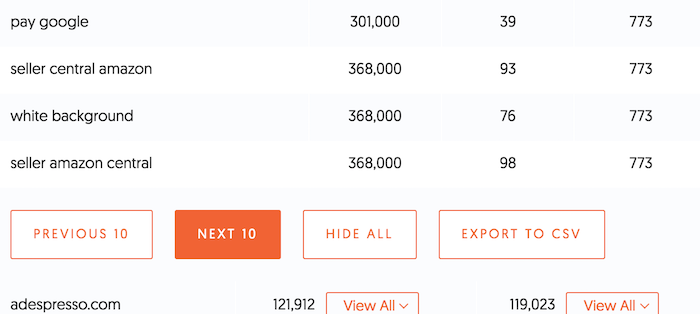 pay google 301,000 39 773
seller central amazon 368,000 93 773
white background 368,000 76 773
seller amazon central 368,000 98 773
PREVIOUS 10 NEXT 10 HIDE ALL EXPORT TO CSV
adespresso.com 121,912 View All 119,023 View All